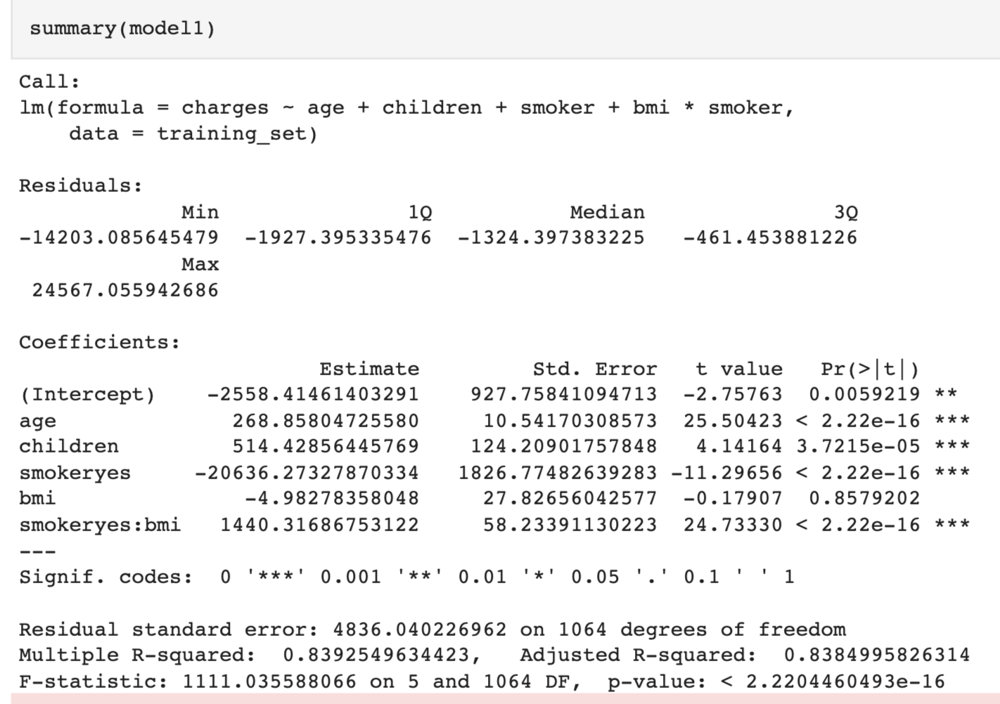 summary(model1)
Call:
lm(formula = charges ~ age + children + smoker + bmi * smoker,
    data = training_set)
Residuals:
             Min               1Q           Median               3Q
-14203.085645479  -1927.395335476  -1324.397383225   -461.453881226
             Max
 24567.055942686
Coefficients:
                        Estimate         Std. Error   t value   Pr(>|t|)
(Intercept)    -2558.41461403291    927.75841094713  -2.75763  0.0059219 **
age              268.85804725580     10.54170308573  25.50423 < 2.22e-16 ***
children         514.42856445769    124.20901757848   4.14164 3.7215e-05 ***
smokeryes     -20636.27327870334   1826.77482639283 -11.29656 < 2.22e-16 ***
bmi               -4.98278358048     27.82656042577  -0.17907  0.8579202
smokeryes:bmi   1440.31686753122     58.23391130223  24.73330 < 2.22e-16 ***
---
Signif. codes:  0 '***' 0.001 '**' 0.01 '*' 0.05 '.' 0.1 ' ' 1
Residual standard error: 4836.040226962 on 1064 degrees of freedom
Multiple R-squared:  0.8392549634423,   Adjusted R-squared:  0.8384995826314
F-statistic: 1111.035588066 on 5 and 1064 DF,  p-value: < 2.2204460493e-16